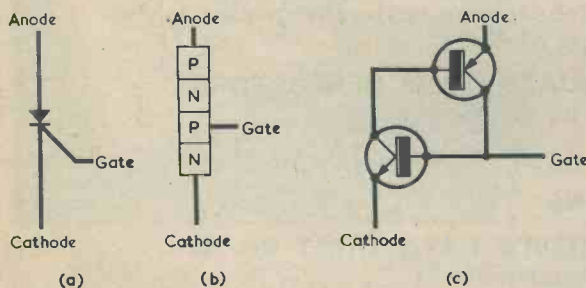 Anode
Gate
Cathode
(a)
Anode
P
N
P
N
Gate
Cathode
(b)
Anode
Gate
Cathode
(c)